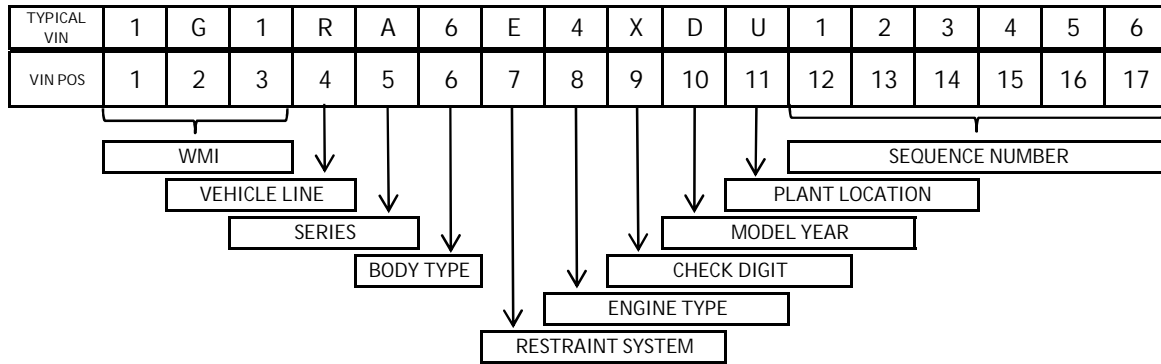 TYPICAL VIN 1 G 1 R A 6 E 4 X D U 1 2 3 4 5 6
VIN POS 1 2 3 4 5 6 7 8 9 10 11 12 13 14 15 16 17
WMI SEQUENCE NUMBER
VEHICLE LINE PLANT LOCATION
SERIES MODEL YEAR
BODY TYPE CHECK DIGIT
ENGINE TYPE
RESTRAINT SYSTEM